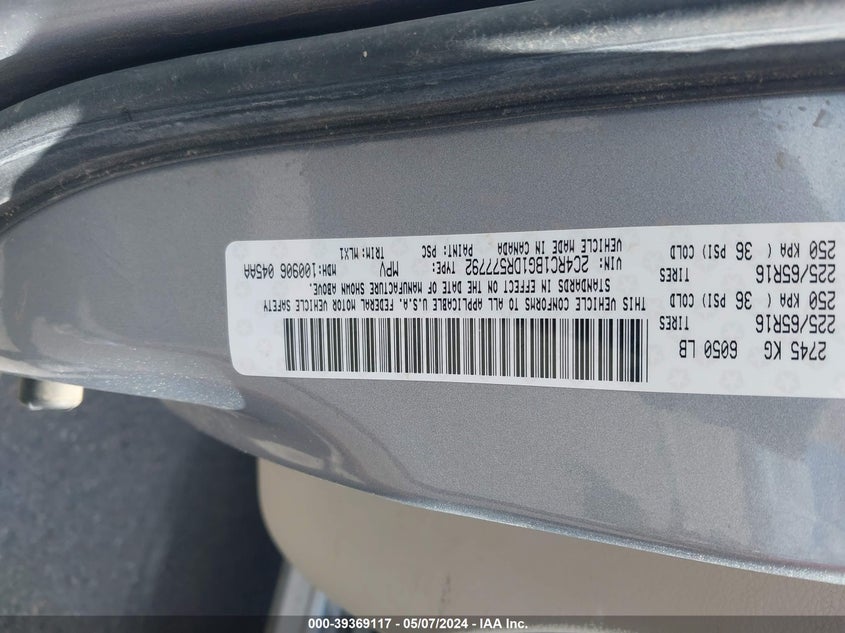 2745 KG 6050 LB
225/65R16 TIRES
250 KPA ( 36 PSI) COLD
225/65R16 TIRES
250 KPA ( 36 PSI) COLD
THIS VEHICLE CONFORMS TO ALL APPLICABLE U.S.A. FEDERAL MOTOR VEHICLE SAFETY
STANDARDS IN EFFECT ON THE DATE OF MANUFACTURE SHOWN ABOVE.
VIN: 2C4RC1BG1DR577792 TYPE: MPV MDH:100906 045AA
VEHICLE MADE IN CANADA PAINT: PSC TRIM: MLX1
000-39369117 - 05/07/2024 - IAA Inc.